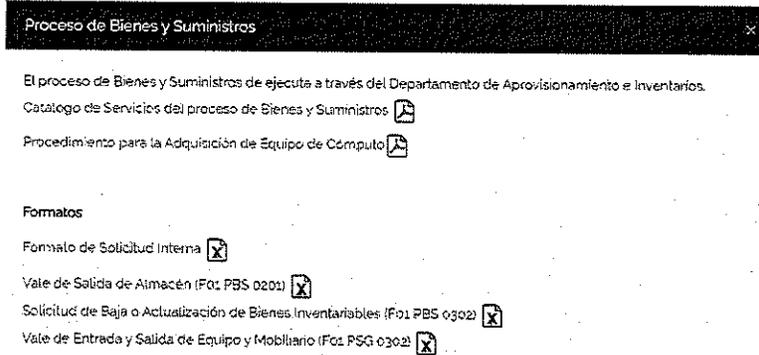 Proceso de Bienes y Suministros
El proceso de Bienes y Suministros de ejecuta a través del Departamento de Aprovisionamiento e Inventarios.
Catalogo de Servicios del proceso de Bienes y Suministros
Procedimiento para la Adquisición de Equipo de Cómputo
Formatos
Formato de Solicitud Interna
Vale de Salida de Almacén (F01 PBS 0201)
Solicitud de Baja o Actualización de Bienes Inventariables (F01 PBS 0302)
Vale de Entrada y Salida de Equipo y Mobiliario (F01 PSG 0302)